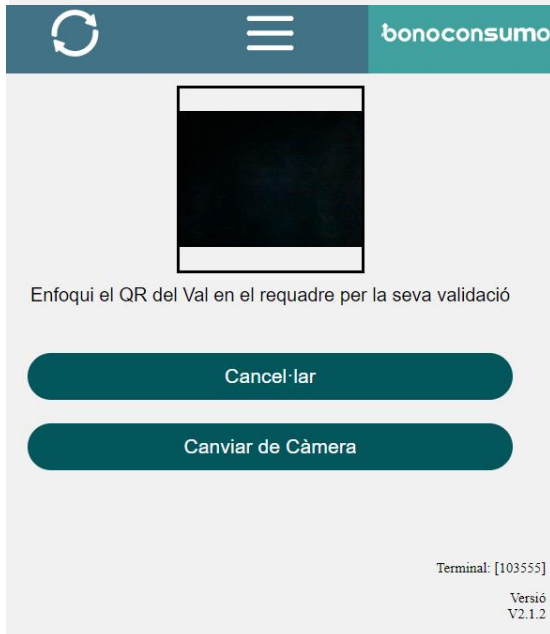 bonoconsumo
Enfoqui el QR del Val en el requadre per la seva validació
Cancel·lar
Canviar de Càmera
Terminal: [103555]
Versió
V2.1.2